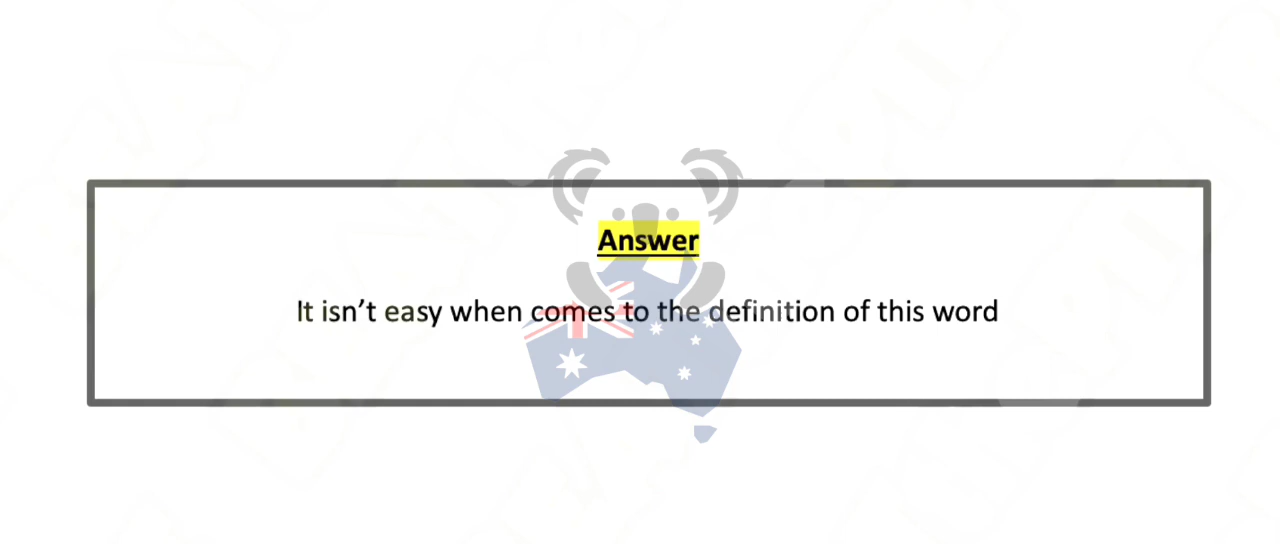 Answer
It isn’t easy when comes to the definition of this word